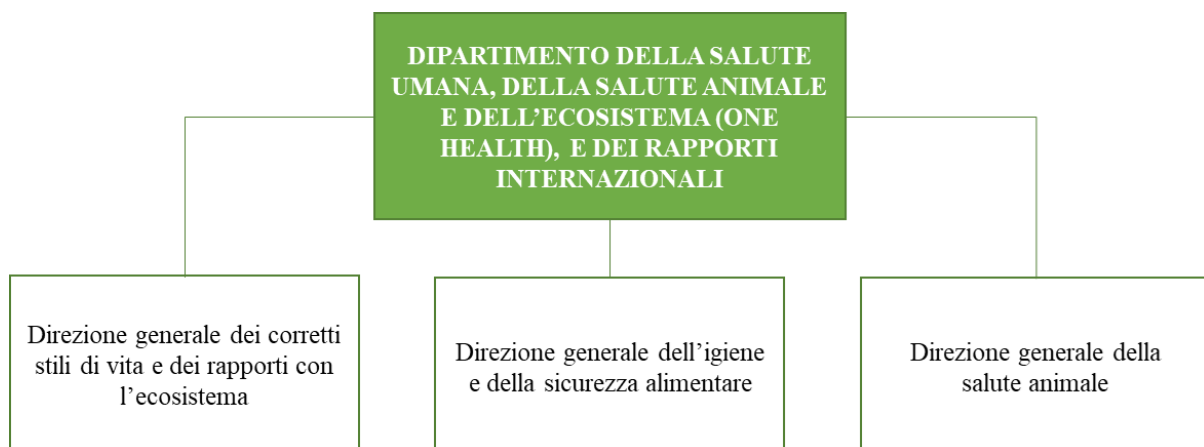 DIPARTIMENTO DELLA SALUTE
UMANA, DELLA SALUTE ANIMALE
E DELL’ECOSISTEMA (ONE
HEALTH), E DEI RAPPORTI
INTERNAZIONALI
Direzione generale dei corretti
stili di vita e dei rapporti con
l’ecosistema
Direzione generale dell’igiene
e della sicurezza alimentare
Direzione generale della
salute animale